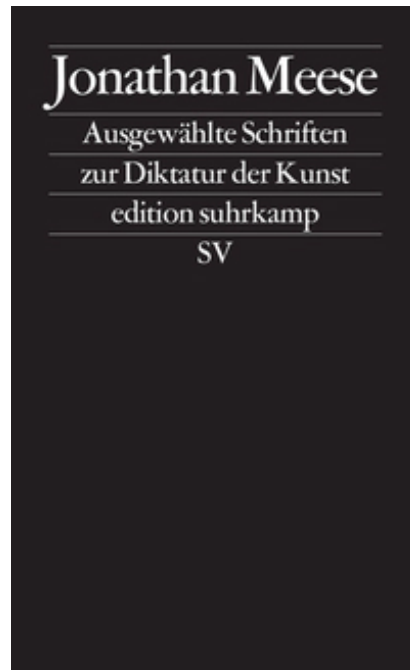 Jonathan Meese
Ausgewählte Schriften
zur Diktatur der Kunst
edition suhrkamp
SV